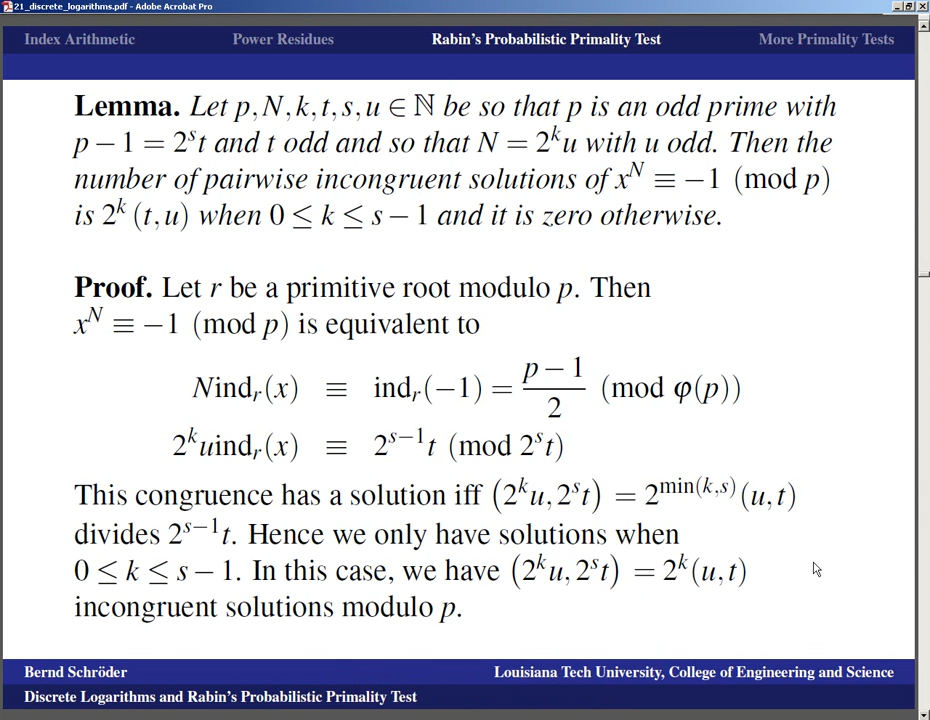 21_discrete_logarithms.pdf - Adobe Acrobat Pro
Index Arithmetic Power Residues Rabin's Probabilistic Primality Test More Primality Tests
Lemma. Let p, N, k, t, s, u ∈ ℕ be so that p is an odd prime with
p − 1 = 2^s t and t odd and so that N = 2^k u with u odd. Then the
number of pairwise incongruent solutions of x^N ≡ −1 (mod p)
is 2^k (t, u) when 0 ≤ k ≤ s − 1 and it is zero otherwise.
Proof. Let r be a primitive root modulo p. Then
x^N ≡ −1 (mod p) is equivalent to
N ind_r(x) ≡ ind_r(−1) = (p − 1)/2 (mod φ(p))
2^k u ind_r(x) ≡ 2^{s−1} t (mod 2^s t)
This congruence has a solution iff (2^k u, 2^s t) = 2^{min(k,s)} (u, t)
divides 2^{s−1} t. Hence we only have solutions when
0 ≤ k ≤ s − 1. In this case, we have (2^k u, 2^s t) = 2^k (u, t)
incongruent solutions modulo p.
Bernd Schröder Louisiana Tech University, College of Engineering and Science
Discrete Logarithms and Rabin's Probabilistic Primality Test